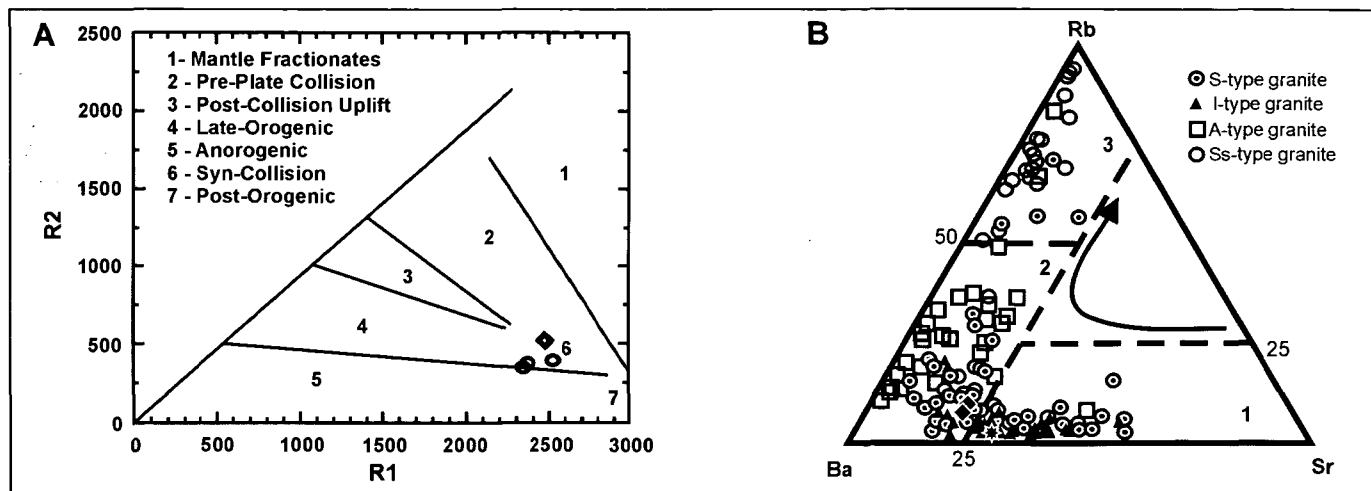 A
2500
2000
1500
1000
500
0
R2
1- Mantle Fractionates
2 - Pre-Plate Collision
3 - Post-Collision Uplift
4 - Late-Orogenic
5 - Anorogenic
6 - Syn-Collision
7 - Post-Orogenic
1
2
3
4
5
6
7
0 500 1000 1500 2000 2500 3000
R1
B
Rb
S-type granite
I-type granite
A-type granite
Ss-type granite
3
50
2
25
1
Ba
25
Sr